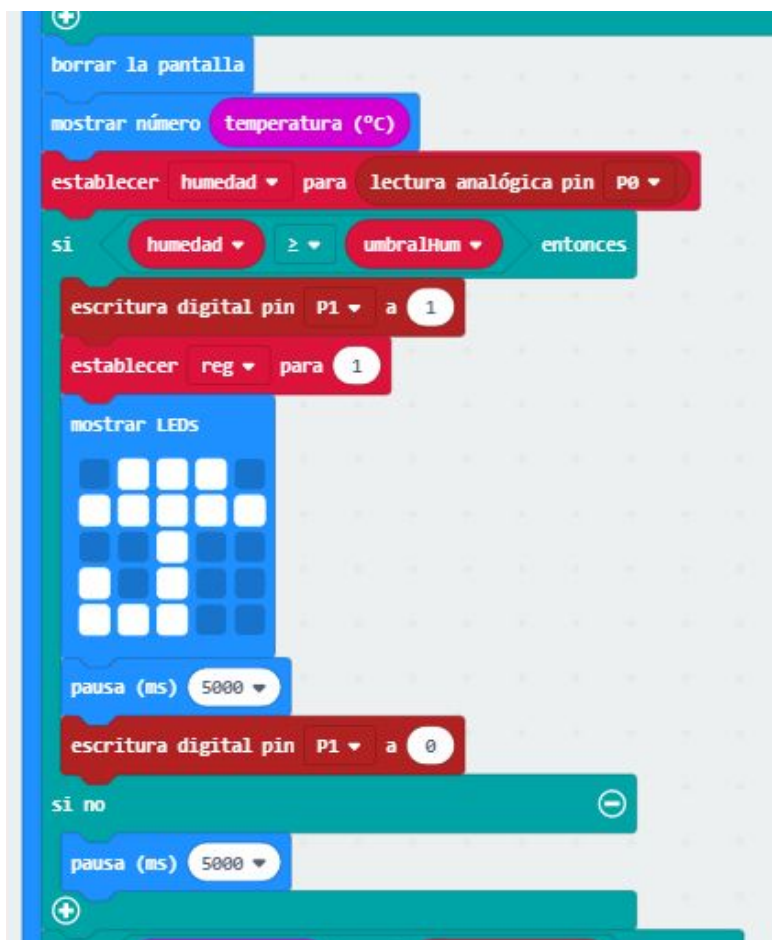 borrar la pantalla
mostrar número temperatura (ºC)
establecer humedad para lectura analógica pin P0
si humedad ≥ umbralHum entonces
escritura digital pin P1 a 1
establecer reg para 1
mostrar LEDs
pausa (ms) 5000
escritura digital pin P1 a 0
si no
pausa (ms) 5000